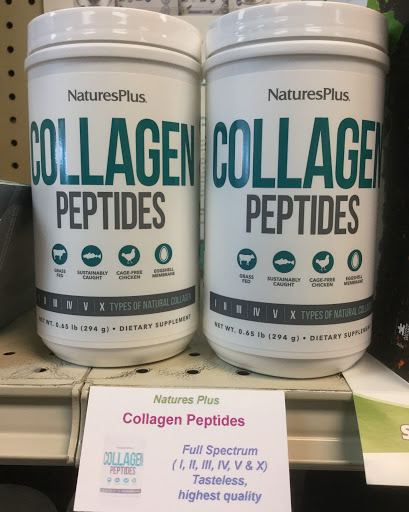 NaturesPlus.
COLLAGEN
PEPTIDES
GRASS
FED
SUSTAINABLY
CAUGHT
CAGE-FREE
CHICKEN
EGGSHELL
MEMBRANE
I II III IV V X TYPES OF NATURAL COLLAGEN
NET WT. 0.65 lb (294 g) • DIETARY SUPPLEMENT
NaturesPlus.
COLLAGEN
PEPTIDES
GRASS
FED
SUSTAINABLY
CAUGHT
CAGE-FREE
CHICKEN
EGGSHELL
MEMBRANE
I II III IV V X TYPES OF NATURAL COLLAGEN
NET WT. 0.65 lb (294 g) • DIETARY SUPPLEMENT
Natures Plus
Collagen Peptides
COLLAGEN
PEPTIDES
Full Spectrum
( I, II, III, IV, V & X)
Tasteless,
highest quality